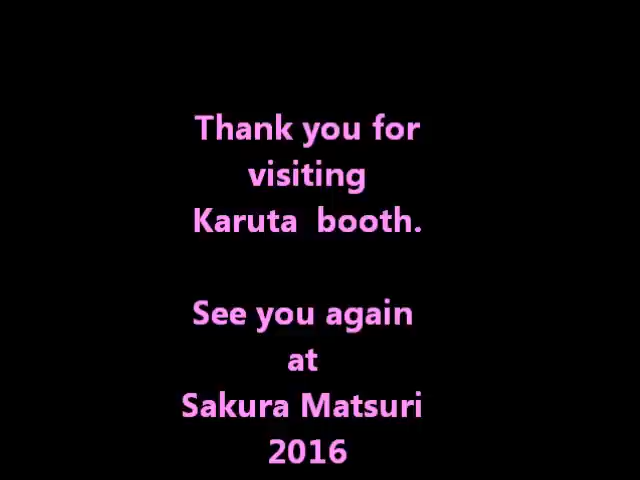 Thank you for
visiting
Karuta  booth.
See you again
at
Sakura Matsuri
2016